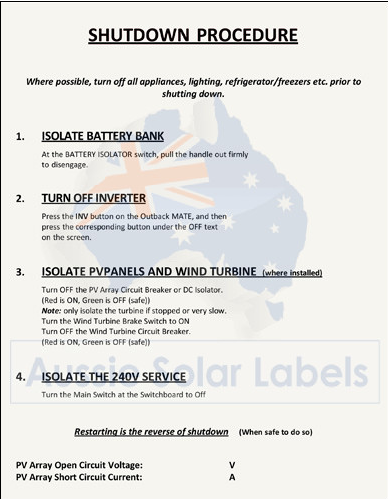 SHUTDOWN PROCEDURE
Where possible, turn off all appliances, lighting, refrigerator/freezers etc. prior to
shutting down.
1. ISOLATE BATTERY BANK
At the BATTERY ISOLATOR switch, pull the handle out firmly
to disengage.
2. TURN OFF INVERTER
Press the INV button on the Outback MATE, and then
press the corresponding button under the OFF text
on the screen.
3. ISOLATE PVPANELS AND WIND TURBINE (where installed)
Turn OFF the PV Array Circuit Breaker or DC Isolator.
(Red is ON, Green is OFF (safe))
Note: only isolate the turbine if stopped or very slow.
Turn the Wind Turbine Brake Switch to ON
Turn OFF the Wind Turbine Circuit Breaker.
(Red is ON, Green is OFF (safe))
Aussie Solar Labels
4. ISOLATE THE 240V SERVICE
Turn the Main Switch at the Switchboard to Off
Restarting is the reverse of shutdown (When safe to do so)
PV Array Open Circuit Voltage: V
PV Array Short Circuit Current: A